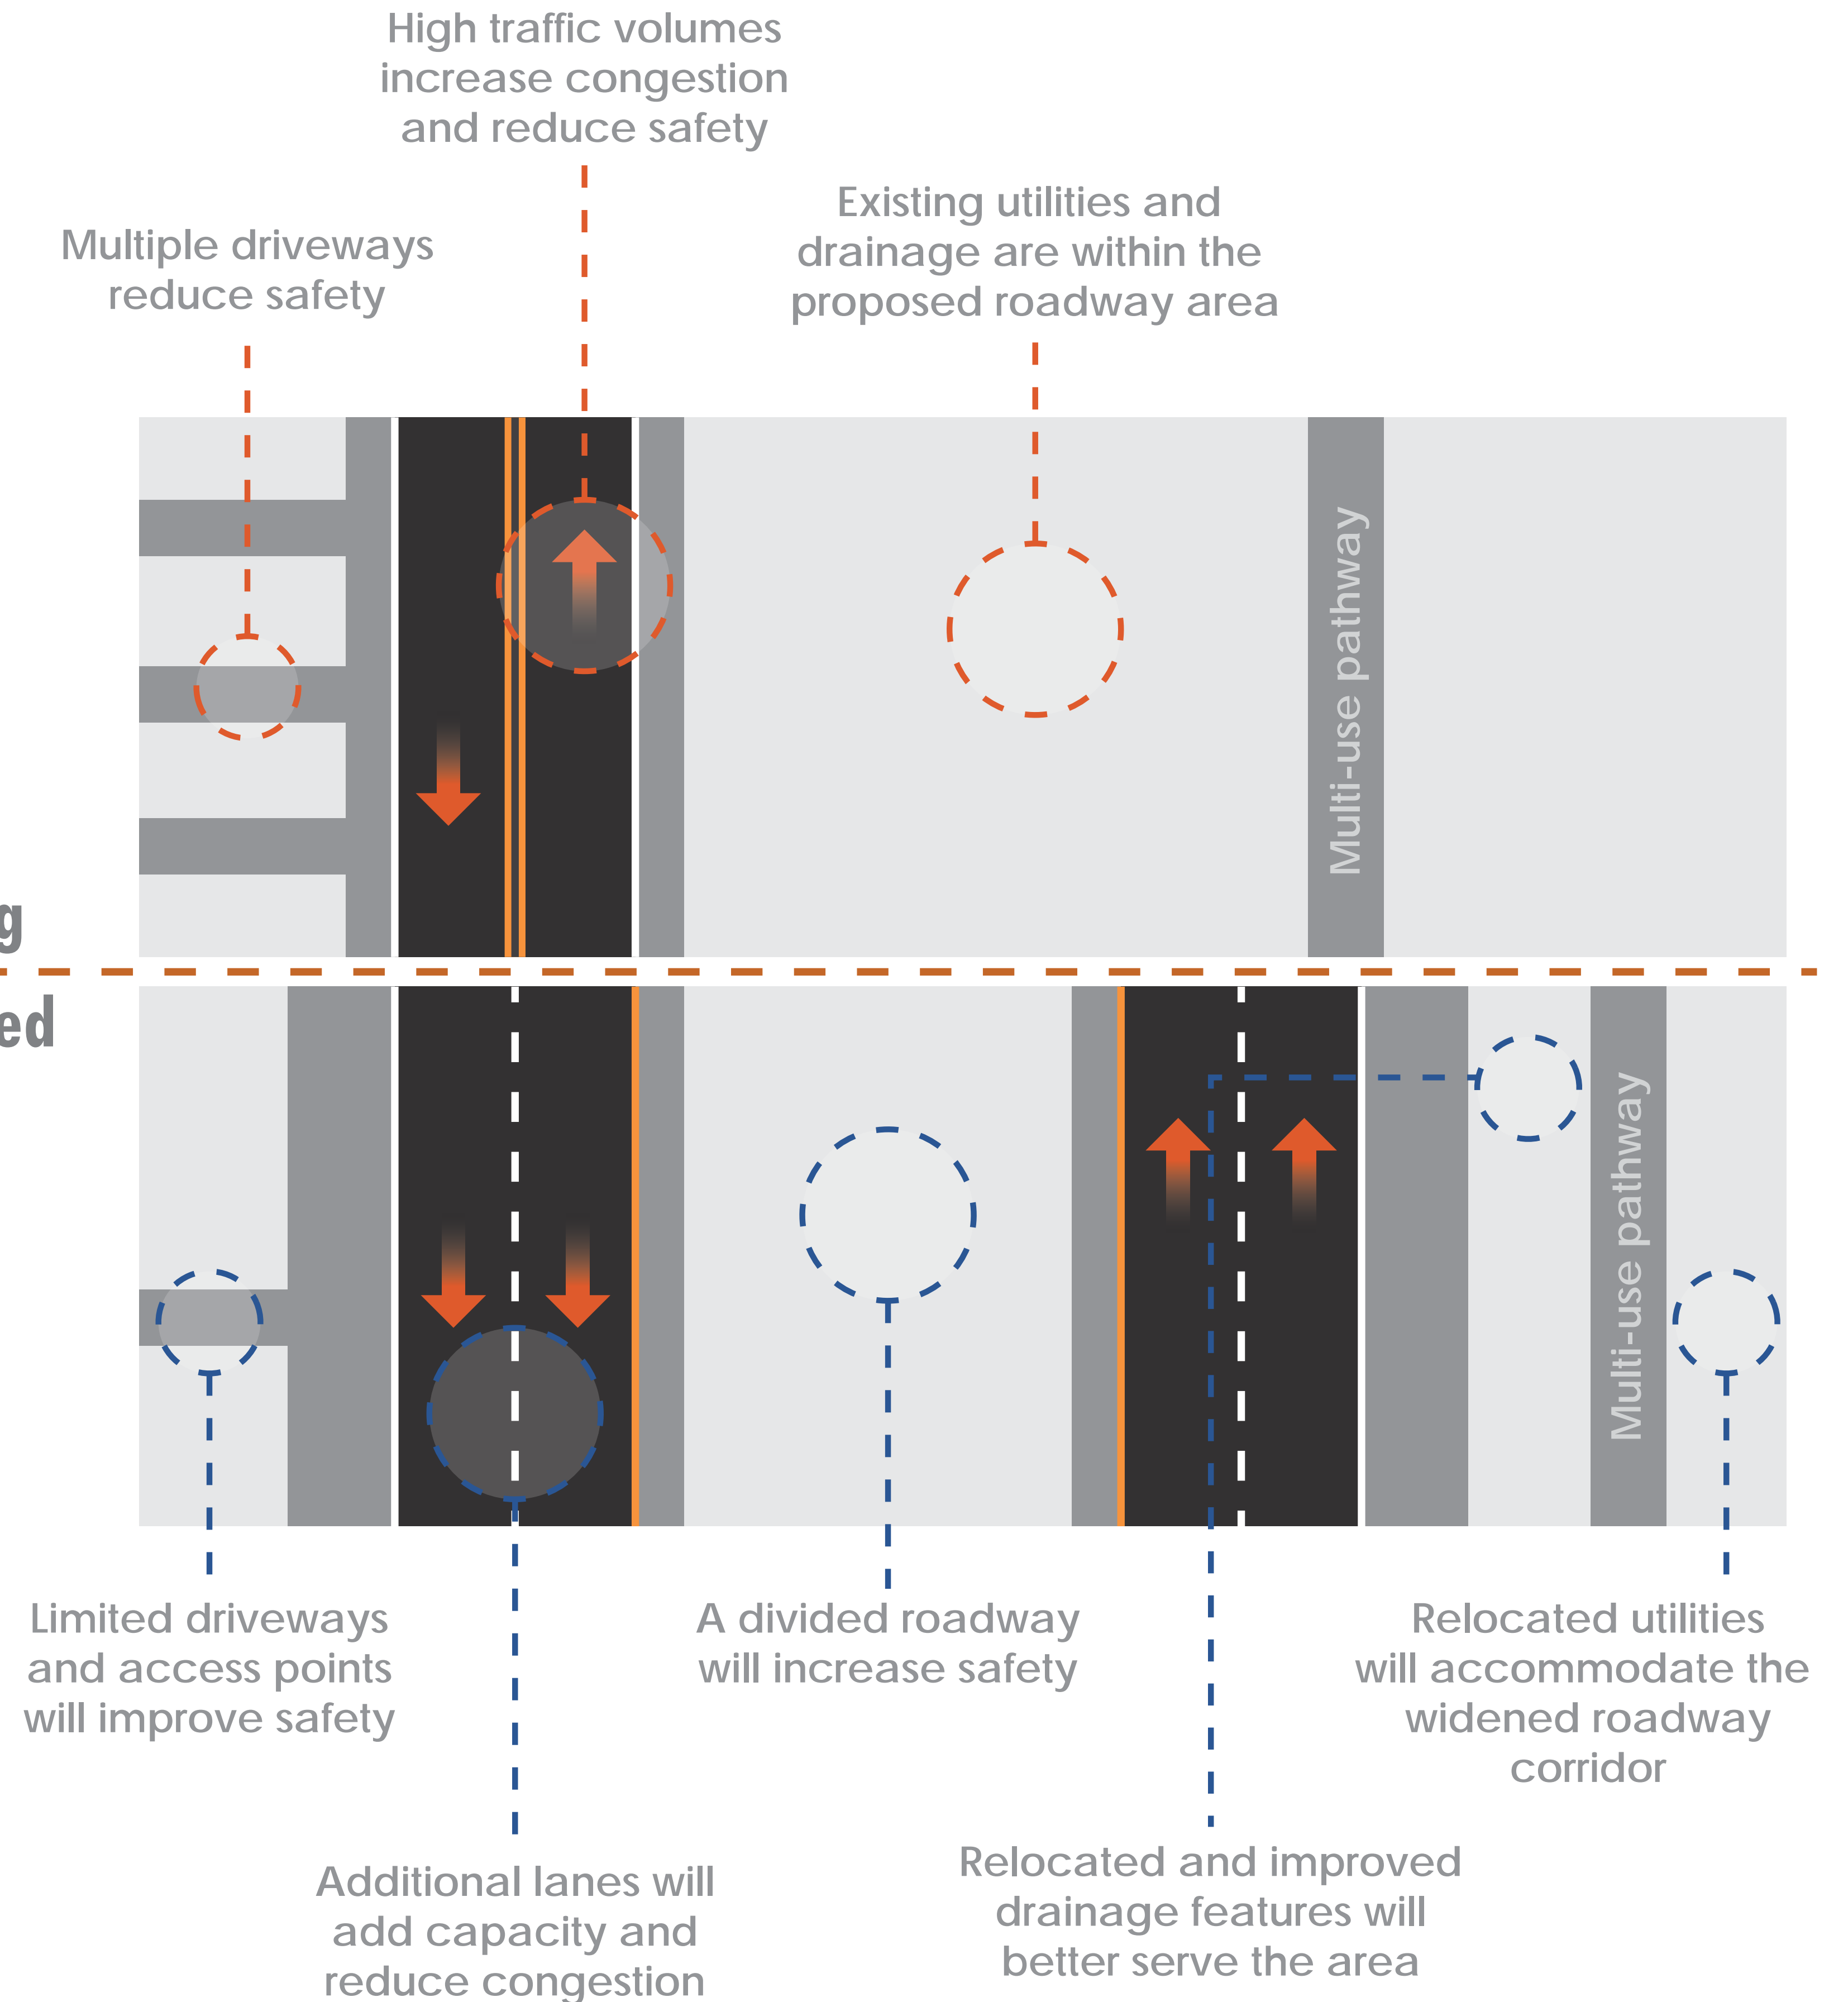 High traffic volumes
increase congestion
and reduce safety
Existing utilities and
drainage are within the
proposed roadway area
Multiple driveways
reduce safety
Multi-use pathway
g
ed
Multi-use pathway
Limited driveways
and access points
will improve safety
A divided roadway
will increase safety
Relocated utilities
will accommodate the
widened roadway
corridor
Additional lanes will
add capacity and
reduce congestion
Relocated and improved
drainage features will
better serve the area